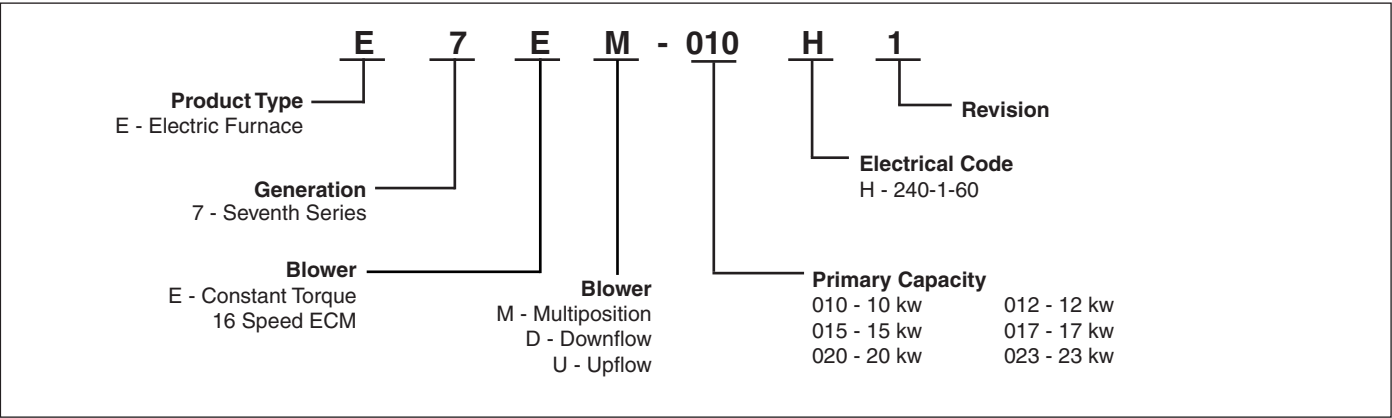 E 7 E M - 010 H 1
Product Type
E - Electric Furnace
Generation
7 - Seventh Series
Blower
E - Constant Torque
16 Speed ECM
Blower
M - Multiposition
D - Downflow
U - Upflow
Primary Capacity
010 - 10 kw 012 - 12 kw
015 - 15 kw 017 - 17 kw
020 - 20 kw 023 - 23 kw
Electrical Code
H - 240-1-60
Revision